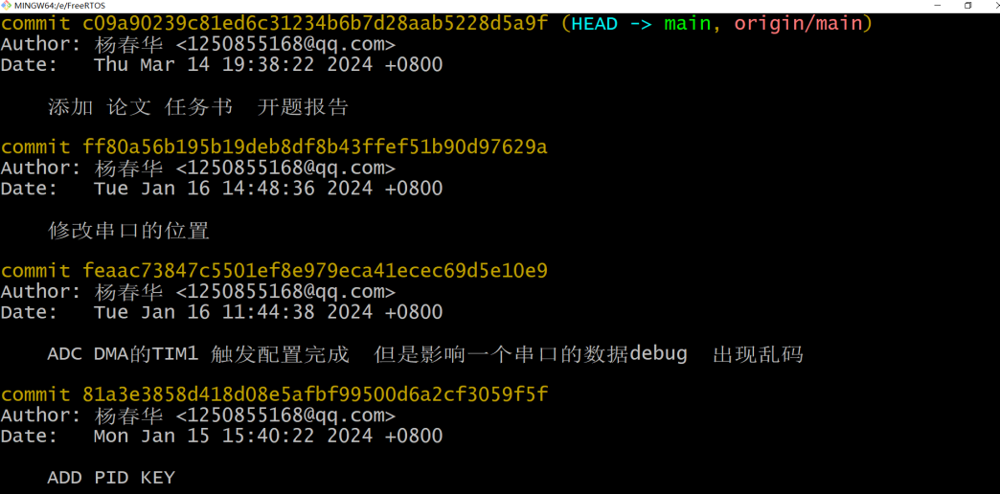 MINGW64:/e/FreeRTOS
commit c09a90239c81ed6c31234b6b7d28aab5228d5a9f (HEAD -> main, origin/main)
Author: 杨春华 <1250855168@qq.com>
Date:   Thu Mar 14 19:38:22 2024 +0800
添加 论文 任务书  开题报告
commit ff80a56b195b19deb8df8b43ffef51b90d97629a
Author: 杨春华 <1250855168@qq.com>
Date:   Tue Jan 16 14:48:36 2024 +0800
修改串口的位置
commit feaac73847c5501ef8e979eca41ecec69d5e10e9
Author: 杨春华 <1250855168@qq.com>
Date:   Tue Jan 16 11:44:38 2024 +0800
ADC DMA的TIM1 触发配置完成  但是影响一个串口的数据debug  出现乱码
commit 81a3e3858d418d08e5afbf99500d6a2cf3059f5f
Author: 杨春华 <1250855168@qq.com>
Date:   Mon Jan 15 15:40:22 2024 +0800
ADD PID KEY